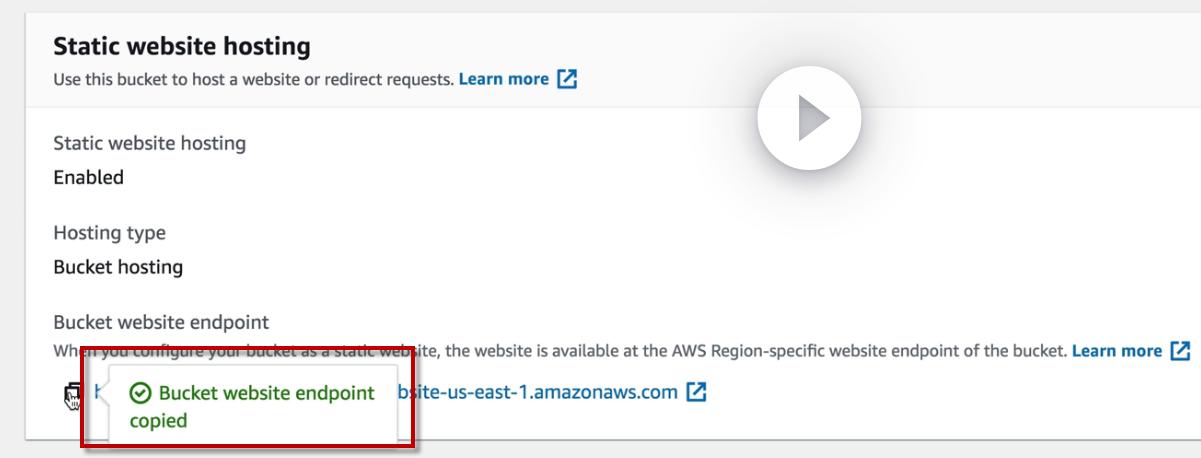 Static website hosting
Use this bucket to host a website or redirect requests. Learn more
Static website hosting
Enabled
Hosting type
Bucket hosting
Bucket website endpoint
When you configure your bucket as a static website, the website is available at the AWS Region-specific website endpoint of the bucket. Learn more
Bucket website endpoint
copied
bsite-us-east-1.amazonaws.com